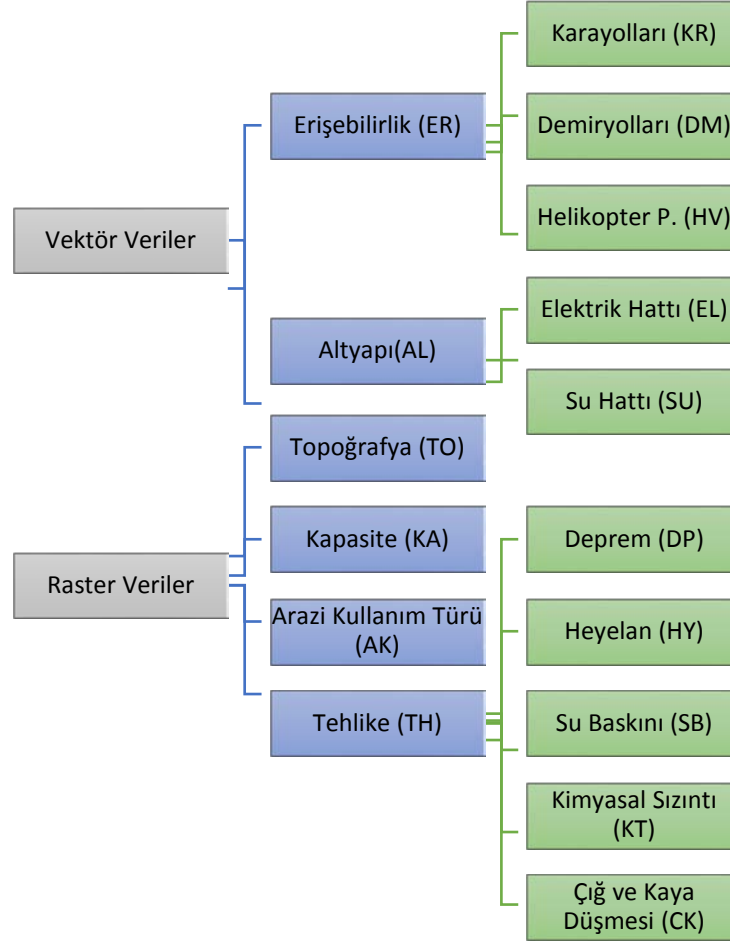 Karayolları (KR)
Erişebilirlik (ER)
Demiryolları (DM)
Vektör Veriler
Helikopter P. (HV)
Elektrik Hattı (EL)
Altyapı(AL)
Su Hattı (SU)
Topoğrafya (TO)
Kapasite (KA)
Deprem (DP)
Raster Veriler
Arazi Kullanım Türü
(AK)
Heyelan (HY)
Tehlike (TH)
Su Baskını (SB)
Kimyasal Sızıntı
(KT)
Çığ ve Kaya
Düşmesi (CK)